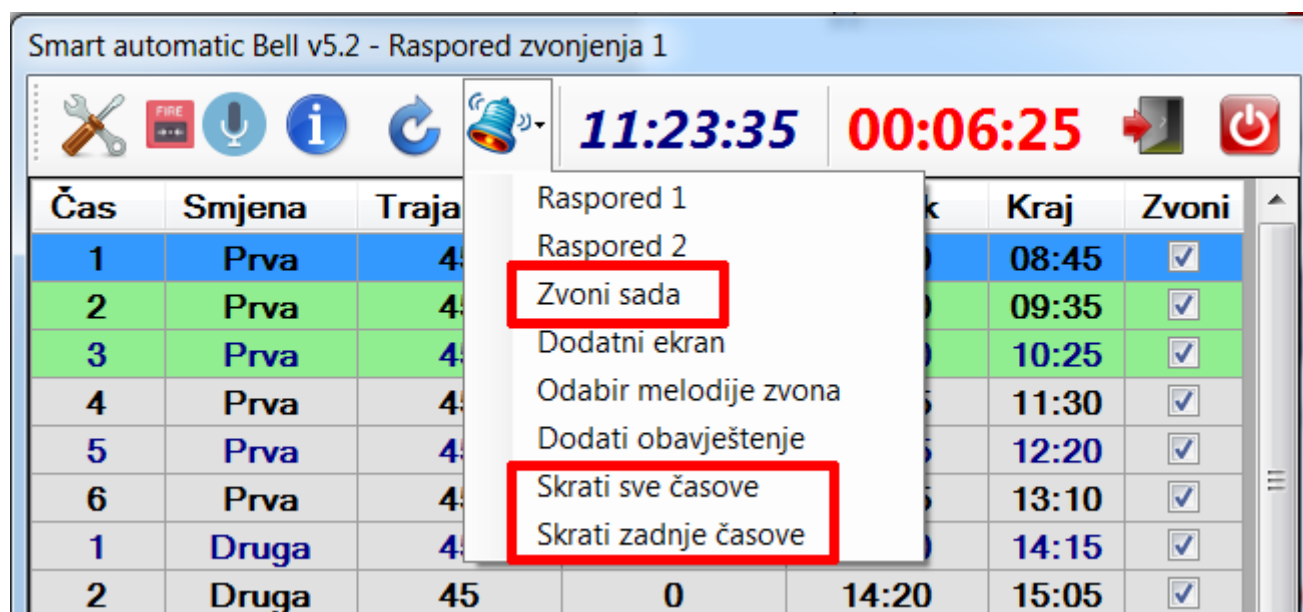 Smart automatic Bell v5.2 - Raspored zvonjenja 1
FIRE
11:23:35 00:06:25
Čas Smjena Kraj Zvoni
Raspored 1
Raspored 2
Zvoni sada
Dodatni ekran
Odabir melodije zvona
Dodati obavještenje
Skrati sve časove
Skrati zadnje časove
1 Prva 08:45
2 Prva 09:35
3 Prva 10:25
4 Prva 11:30
5 Prva 12:20
6 Prva 13:10
1 Druga 14:15
2 Druga 45 0 14:20 15:05